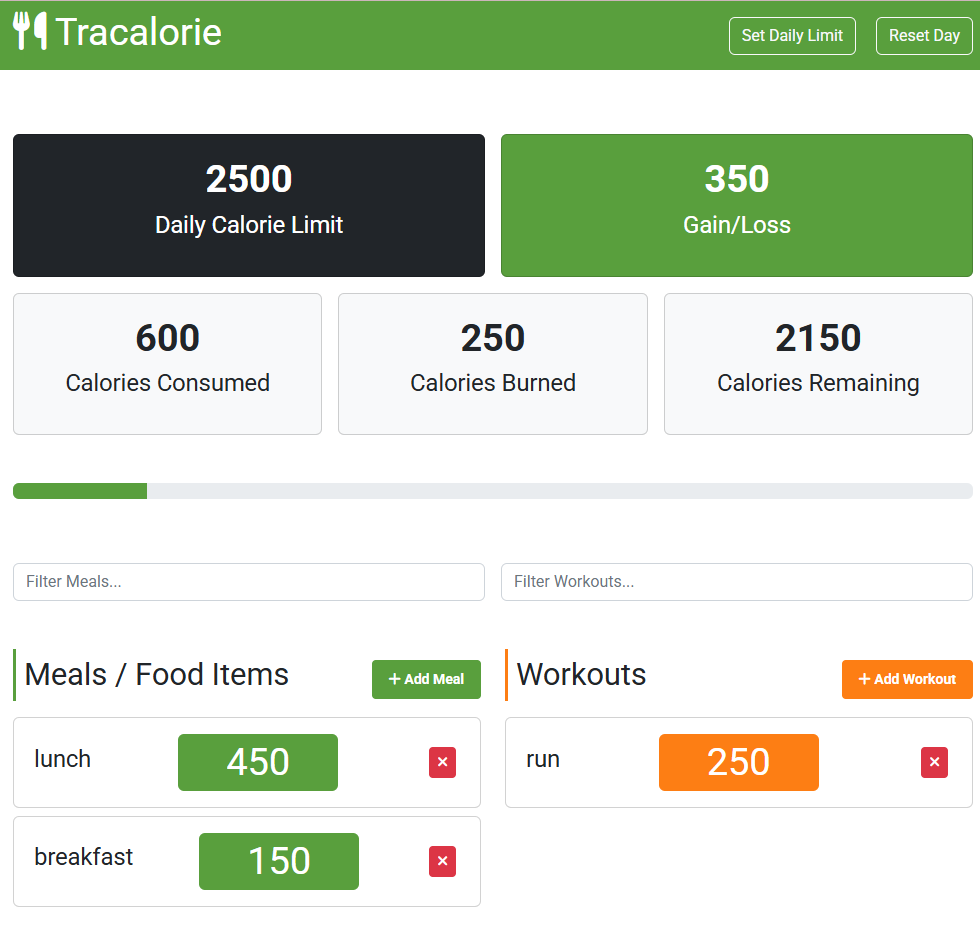 Tracalorie
Set Daily Limit
Reset Day
2500
Daily Calorie Limit
350
Gain/Loss
600
Calories Consumed
250
Calories Burned
2150
Calories Remaining
Filter Meals...
Filter Workouts...
Meals / Food Items
+ Add Meal
lunch
450
×
breakfast
150
×
Workouts
+ Add Workout
run
250
×